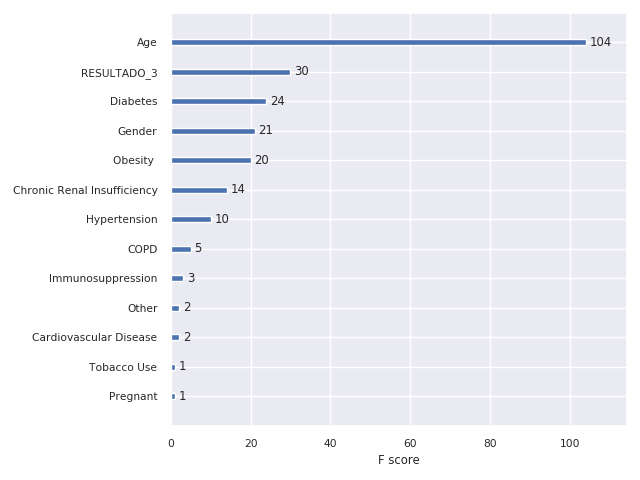 Age 104
RESULTADO_3 30
Diabetes 24
Gender 21
Obesity 20
Chronic Renal Insufficiency 14
Hypertension 10
COPD 5
Immunosuppression 3
Other 2
Cardiovascular Disease 2
Tobacco Use 1
Pregnant 1
0 20 40 60 80 100
F score